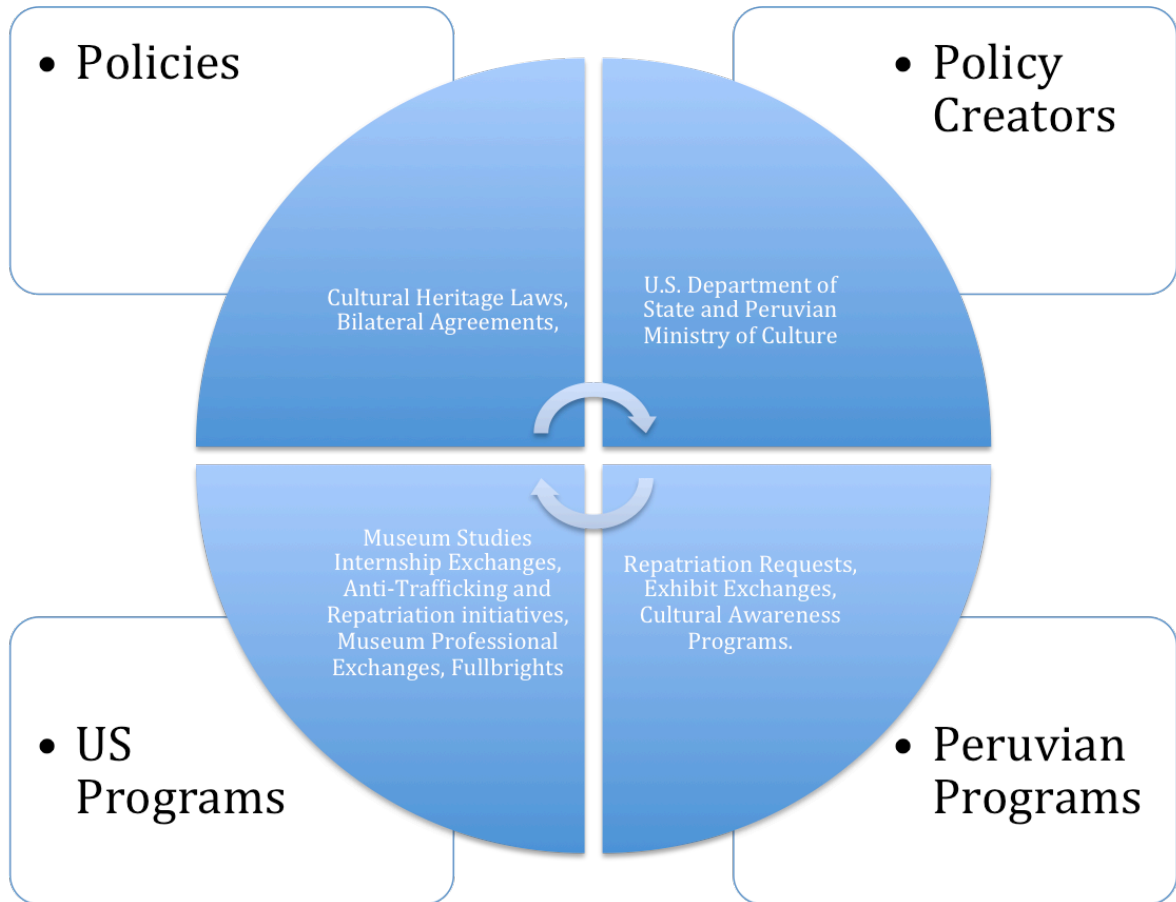 • Policies
Cultural Heritage Laws,
Bilateral Agreements,
• Policy
Creators
U.S. Department of
State and Peruvian
Ministry of Culture
• US
Programs
Museum Studies
Internship Exchanges,
Anti-Trafficking and
Repatriation initiatives,
Museum Professional
Exchanges, Fullbrights
• Peruvian
Programs
Repatriation Requests,
Exhibit Exchanges,
Cultural Awareness
Programs.